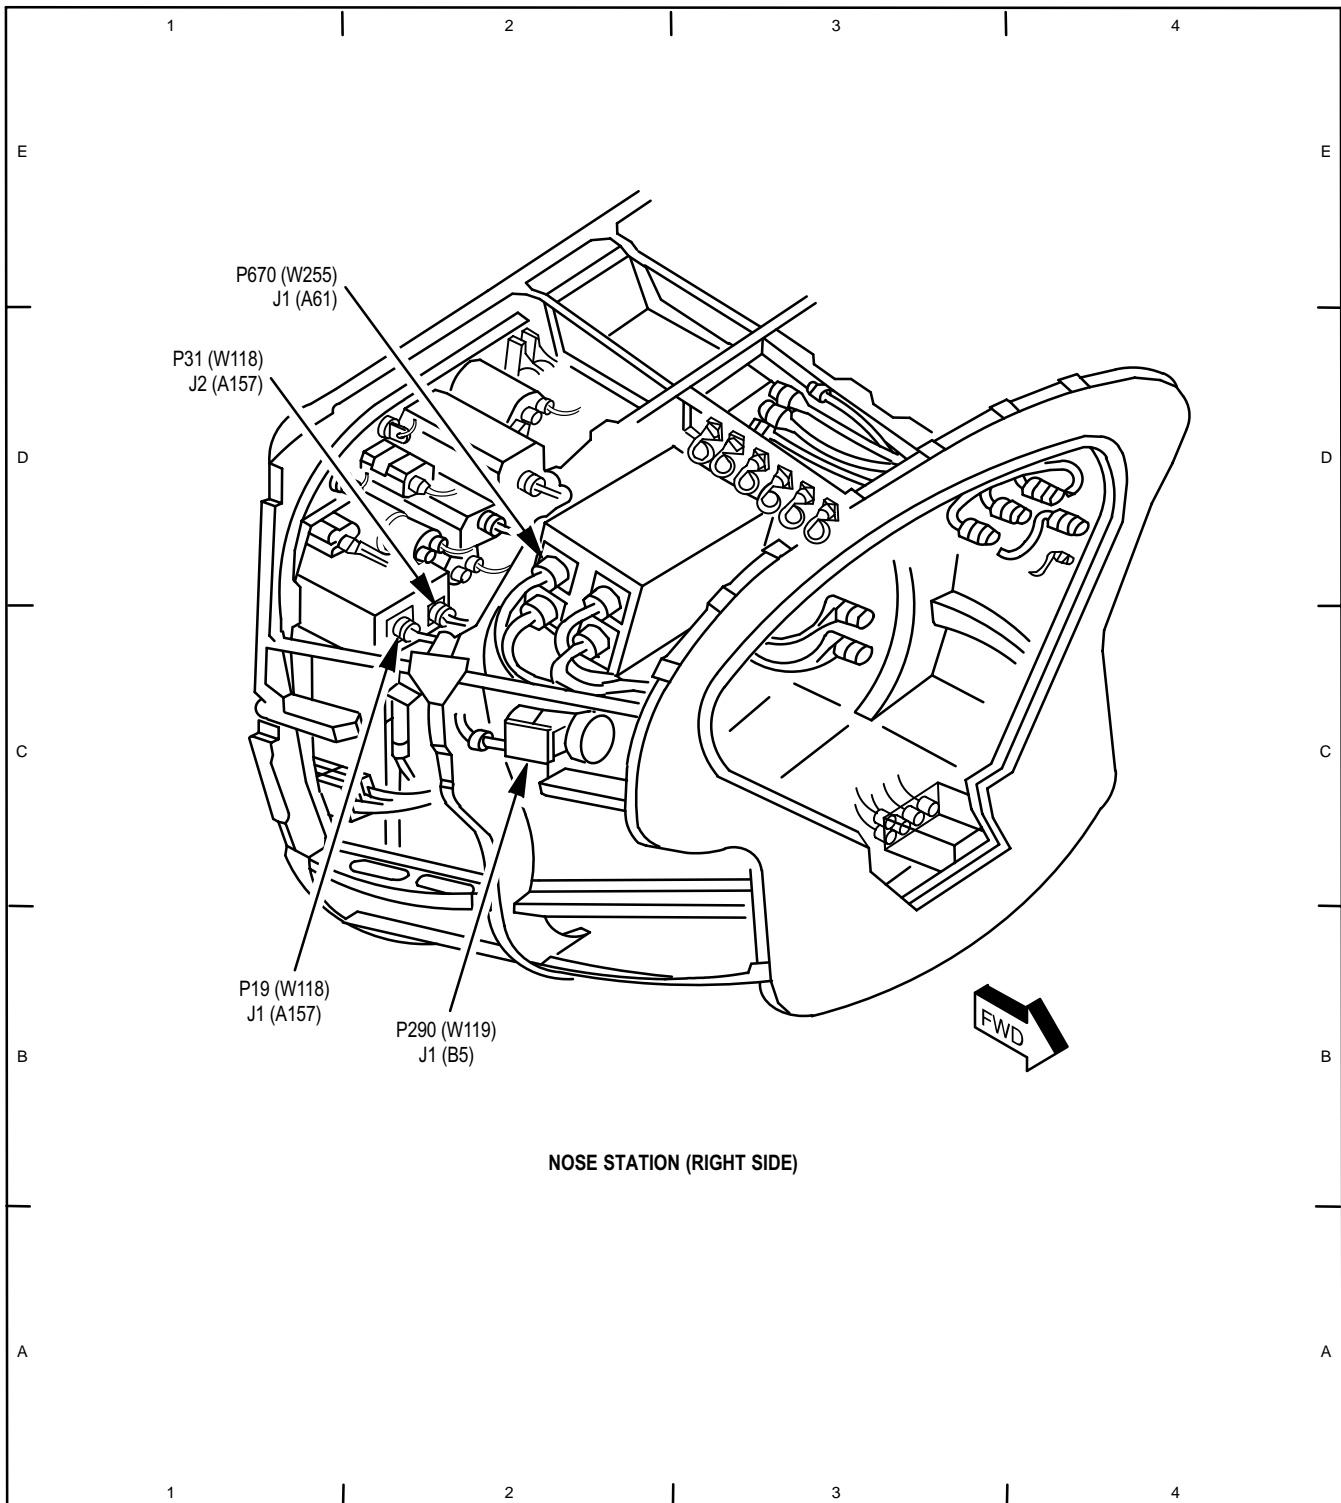 1 2 3 4
E E
P670 (W255)
J1 (A61)
P31 (W118)
J2 (A157)
D D
C C
P19 (W118)
J1 (A157)
P290 (W119)
J1 (B5)
FWD
B B
NOSE STATION (RIGHT SIDE)
A A
1 2 3 4